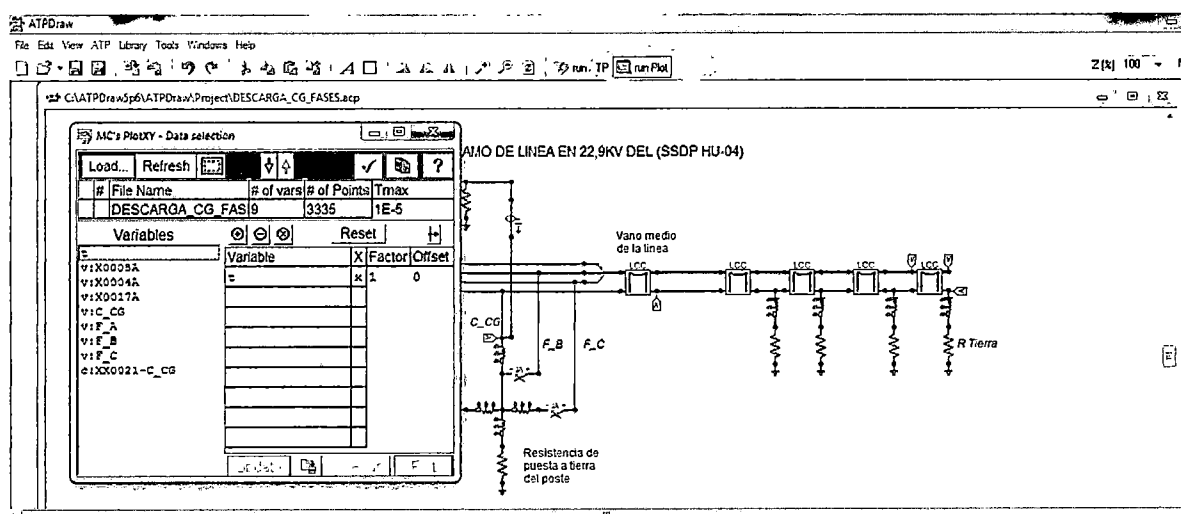 ATPDraw
File Edit View ATP Library Tools Windows Help
run TP run Plot Z[%] 100
C:\ATPDraw5p6\ATPDraw\Project\DESCARGA_CG_FASES.acp
MC's PlotXY - Data selection
Load... Refresh ?
# File Name # of vars # of Points Tmax
DESCARGA_CG_FAS 9 3335 1E-5
Variables Reset
Variable X Factor Offset
t
t x 1 0
v:X0005A
v:X0004A
v:X0017A
v:C_CG
v:F_A
v:F_B
v:F_C
c:XX0021-C_CG
AMO DE LINEA EN 22,9KV DEL (SSDP HU-04)
Vano medio
de la linea
LCC LCC LCC LCC LCC
C_CG
F_B F_C
R Tierra
Resistencia de
puesta a tierra
del poste